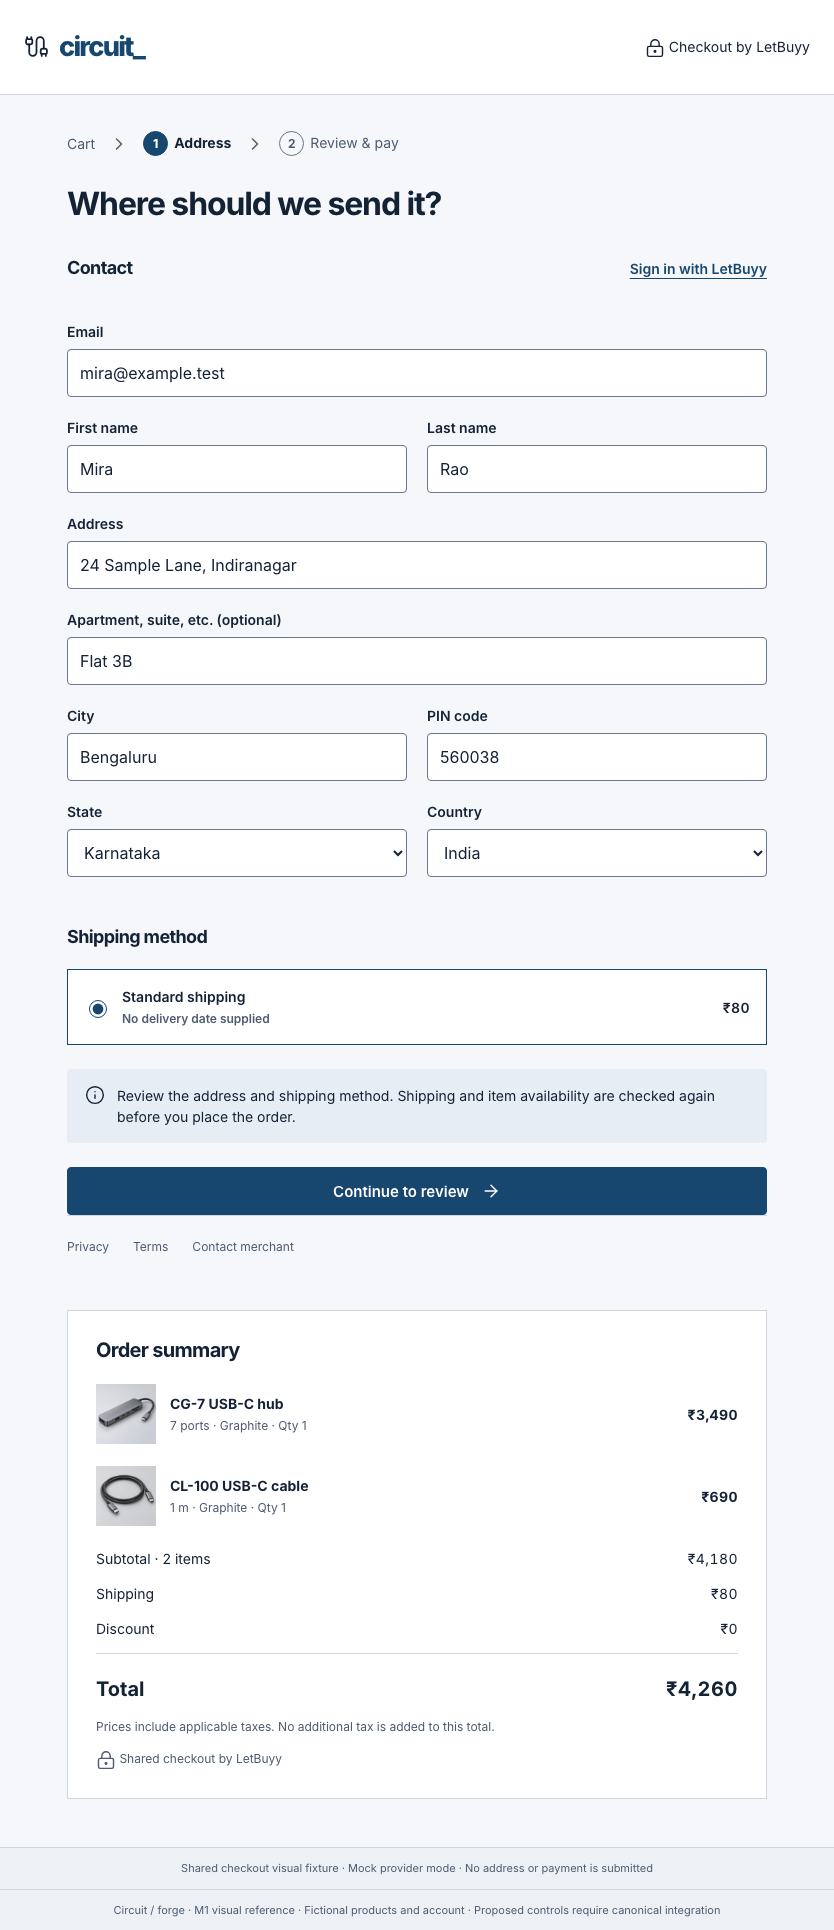 circuit_
Checkout by LetBuyy
Cart
1 Address
2 Review & pay
Where should we send it?
Contact
Sign in with LetBuyy
Email
mira@example.test
First name
Last name
Mira
Rao
Address
24 Sample Lane, Indiranagar
Apartment, suite, etc. (optional)
Flat 3B
City
PIN code
Bengaluru
560038
State
Country
Karnataka
India
Shipping method
Standard shipping
No delivery date supplied
₹80
Review the address and shipping method. Shipping and item availability are checked again
before you place the order.
Continue to review
Privacy
Terms
Contact merchant
Order summary
CG-7 USB-C hub
7 ports · Graphite · Qty 1
₹3,490
CL-100 USB-C cable
1 m · Graphite · Qty 1
₹690
Subtotal · 2 items
₹4,180
Shipping
₹80
Discount
₹0
Total
₹4,260
Prices include applicable taxes. No additional tax is added to this total.
Shared checkout by LetBuyy
Shared checkout visual fixture · Mock provider mode · No address or payment is submitted
Circuit / forge · M1 visual reference · Fictional products and account · Proposed controls require canonical integration